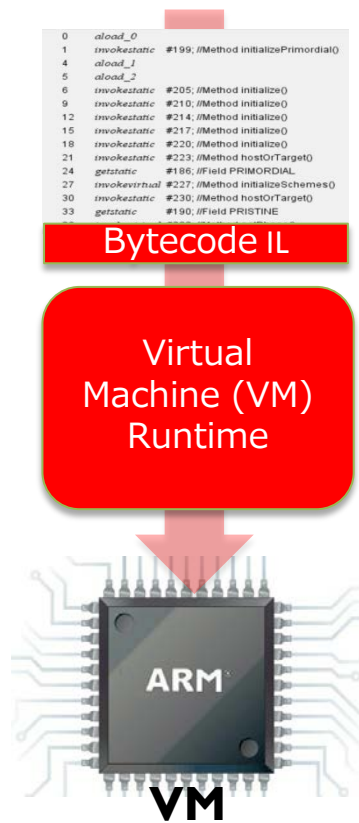 0 aload_0
1 invokestatic #199; //Method initializePrimordial()
4 aload_1
5 aload_2
6 invokestatic #205; //Method initialize()
9 invokestatic #210; //Method initialize()
12 invokestatic #214; //Method initialize()
15 invokestatic #217; //Method initialize()
18 invokestatic #220; //Method initialize()
21 invokestatic #223; //Method hostOrTarget()
24 getstatic #186; //Field PRIMORDIAL
27 invokevirtual #227; //Method initializeSchemes()
30 invokestatic #230; //Method hostOrTarget()
33 getstatic #190; //Field PRISTINE
Bytecode IL
Virtual
Machine (VM)
Runtime
ARM®
VM